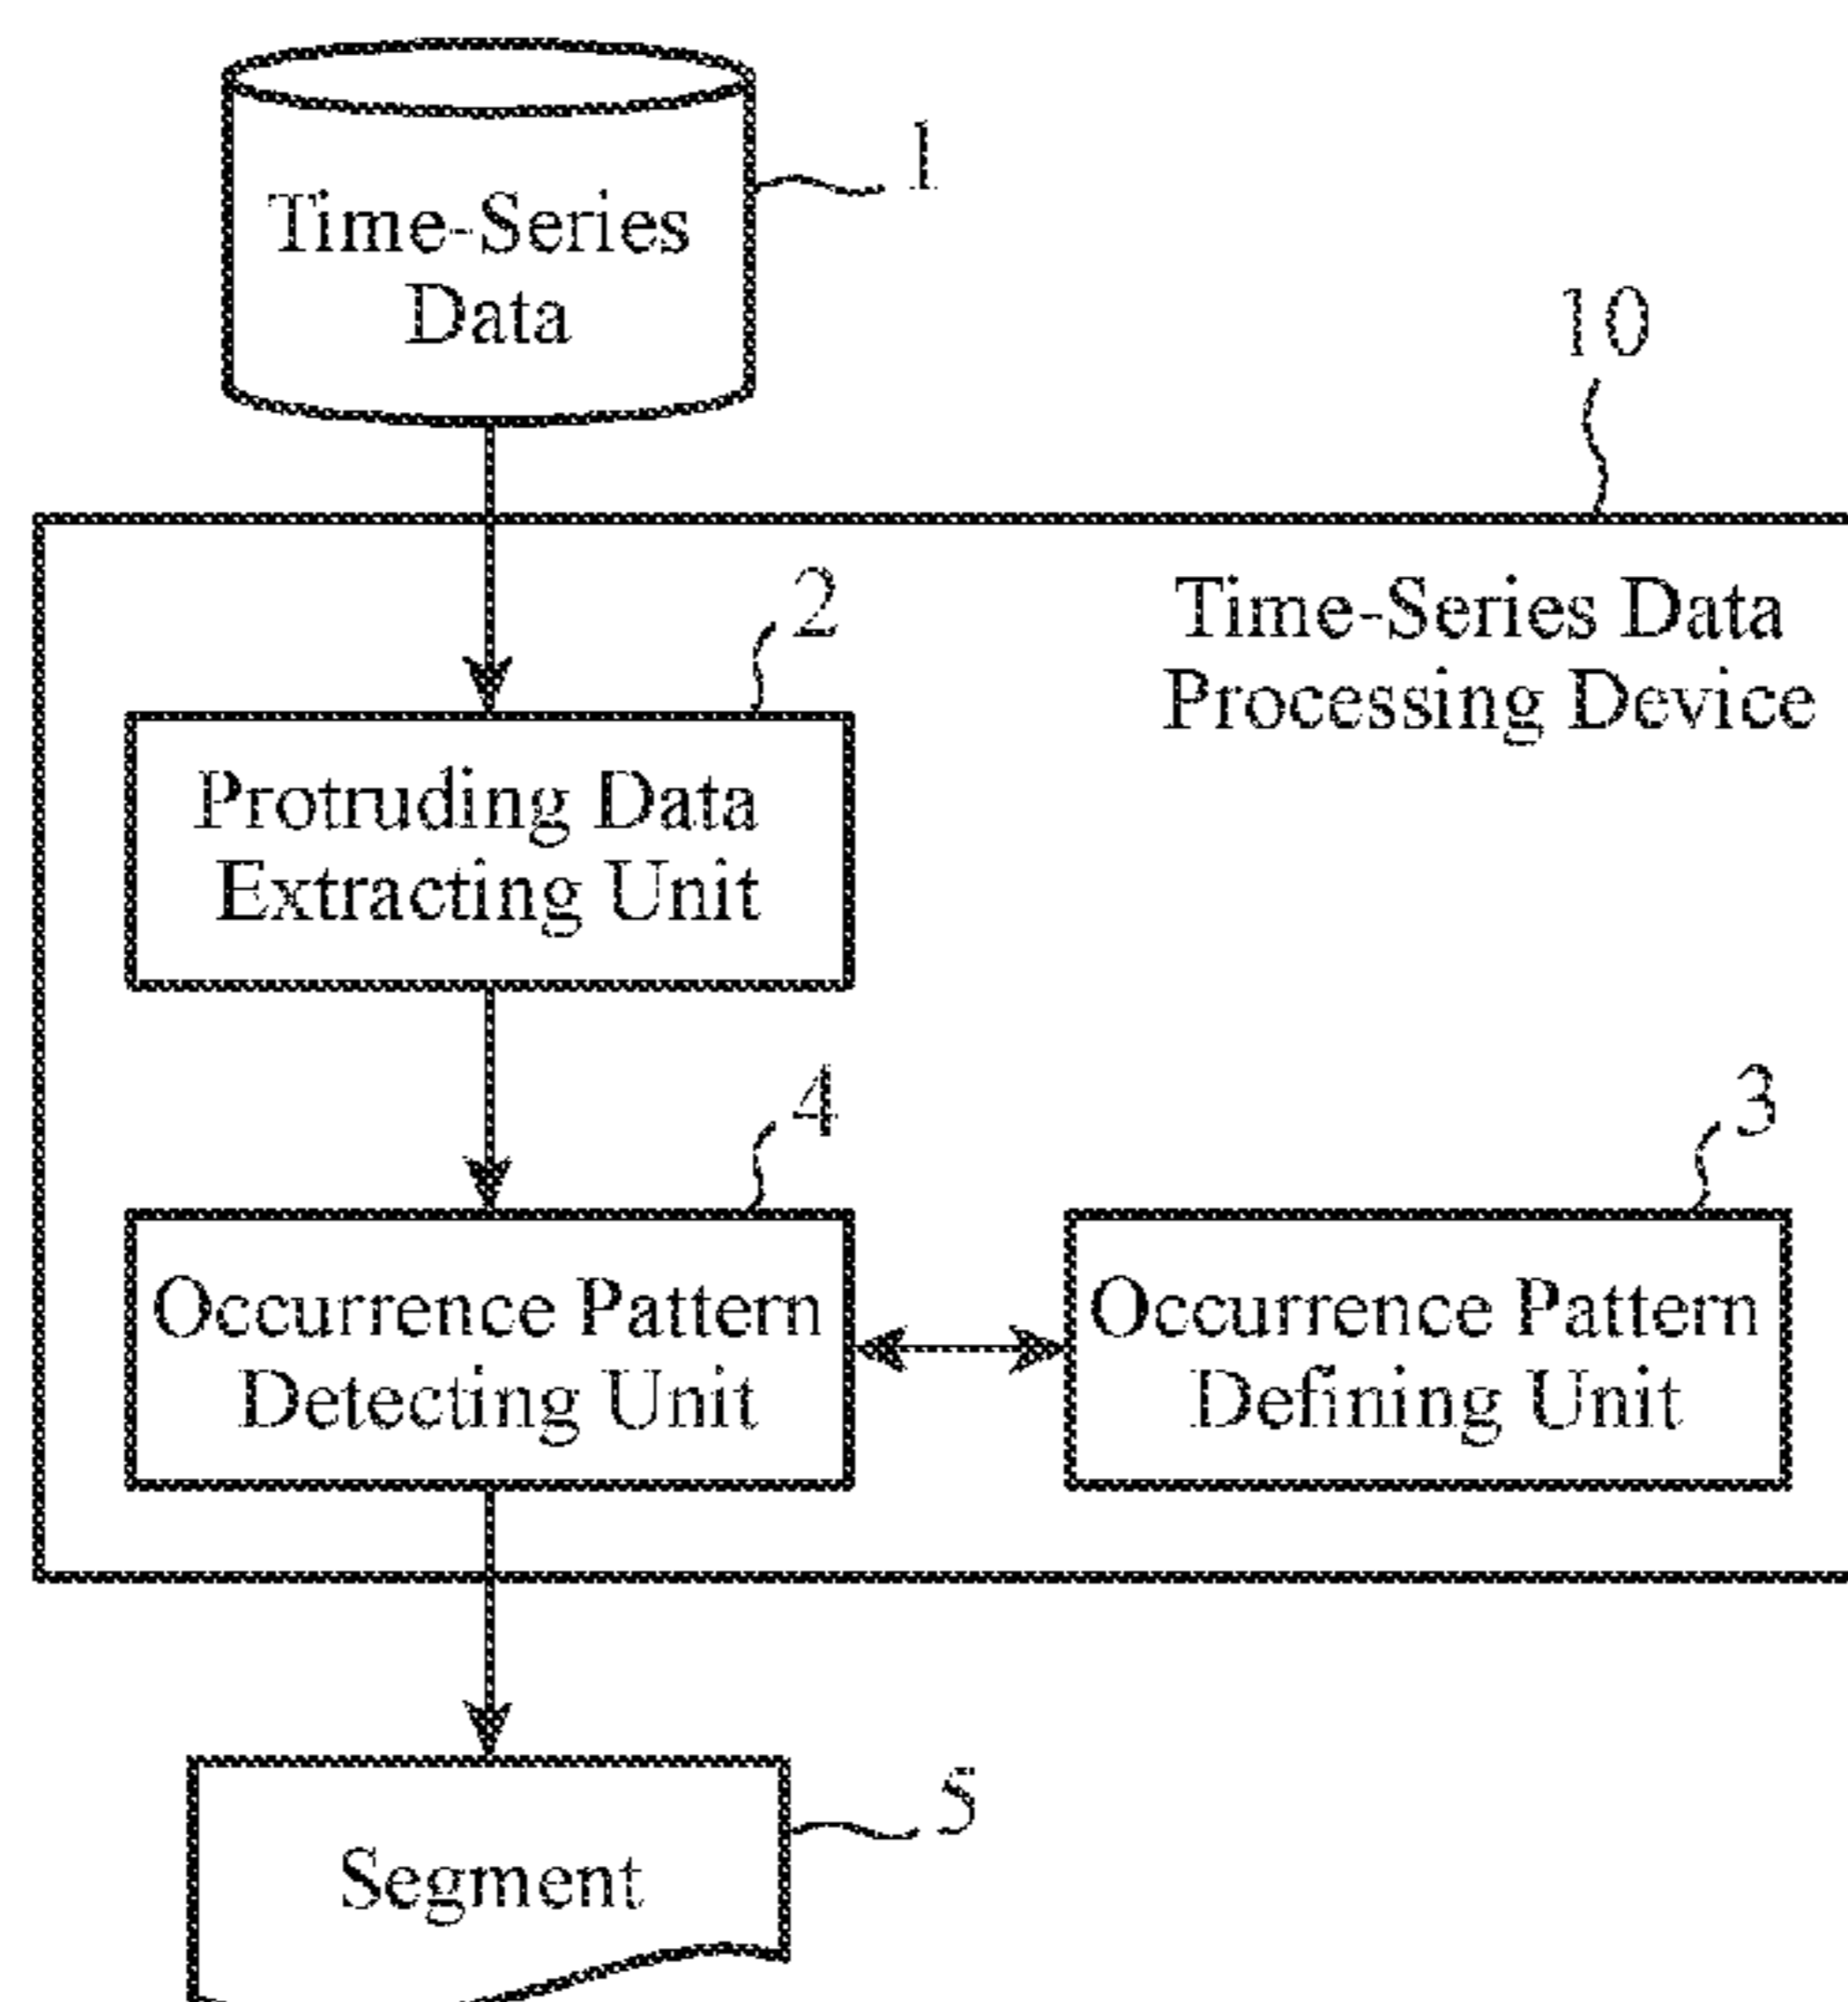 Time-Series
Data
1
10
Time-Series Data
Processing Device
2
Protruding Data
Extracting Unit
4
Occurrence Pattern
Detecting Unit
3
Occurrence Pattern
Defining Unit
5
Segment